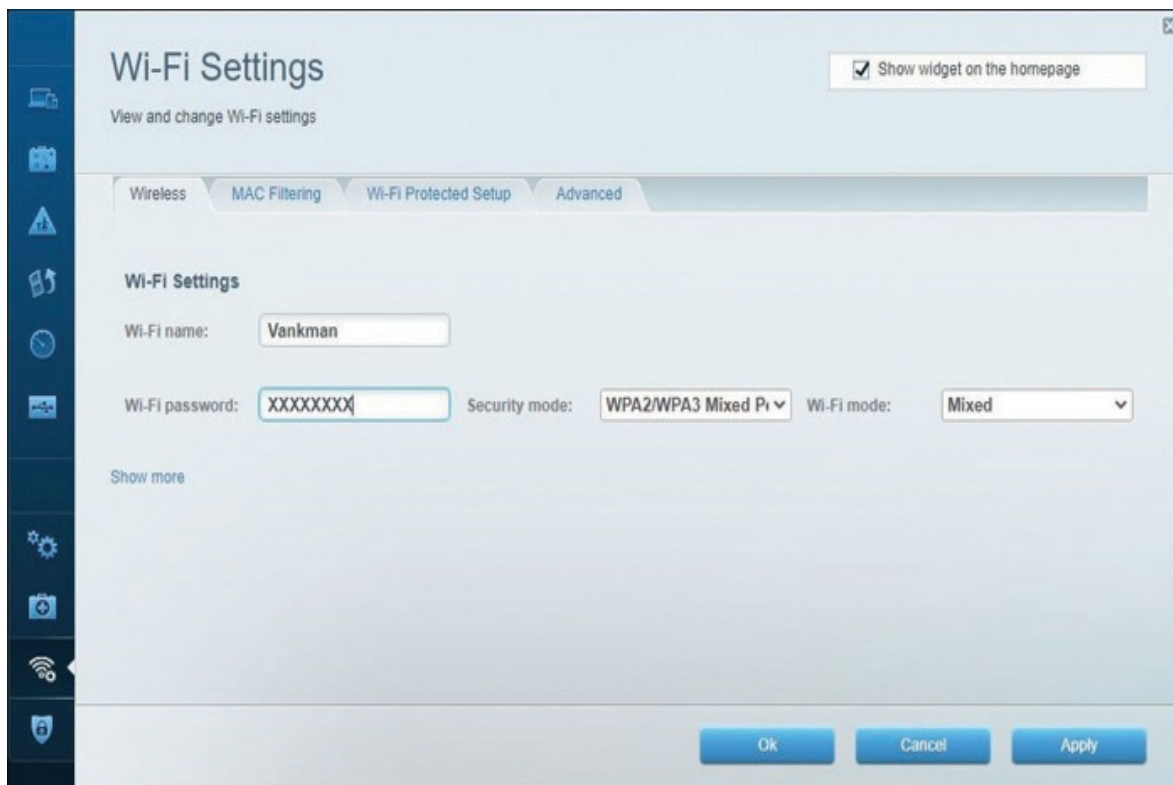 Wi-Fi Settings
Show widget on the homepage
View and change Wi-Fi settings
Wireless MAC Filtering Wi-Fi Protected Setup Advanced
Wi-Fi Settings
Wi-Fi name: Vankman
Wi-Fi password: XXXXXXXX Security mode: WPA2/WPA3 Mixed Wi-Fi mode: Mixed
Show more
Ok Cancel Apply